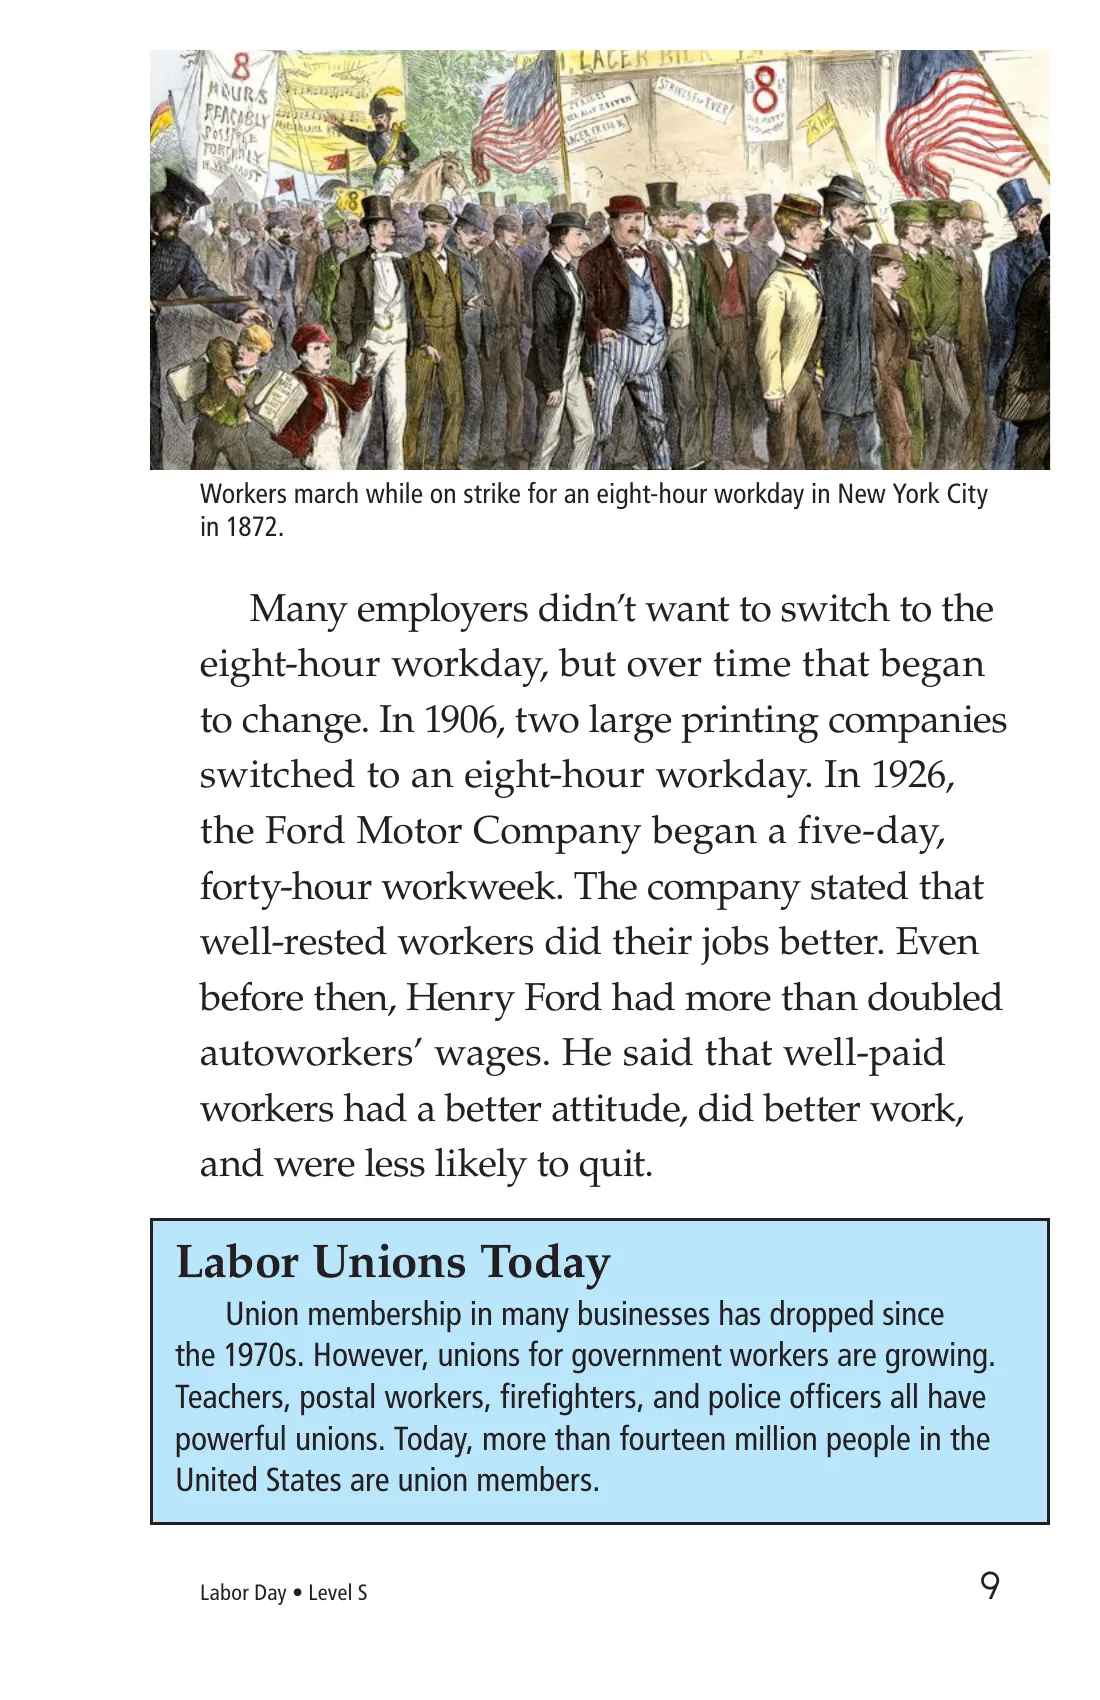 8
HOURS
PEACABLY
FORCIBLY
8
LAGER BIER
STRIKES FOR EVER!
8
Workers march while on strike for an eight-hour workday in New York City
in 1872.
Many employers didn’t want to switch to the
eight-hour workday, but over time that began
to change. In 1906, two large printing companies
switched to an eight-hour workday. In 1926,
the Ford Motor Company began a five-day,
forty-hour workweek. The company stated that
well-rested workers did their jobs better. Even
before then, Henry Ford had more than doubled
autoworkers’ wages. He said that well-paid
workers had a better attitude, did better work,
and were less likely to quit.
Labor Unions Today
Union membership in many businesses has dropped since
the 1970s. However, unions for government workers are growing.
Teachers, postal workers, firefighters, and police officers all have
powerful unions. Today, more than fourteen million people in the
United States are union members.
Labor Day • Level S
9